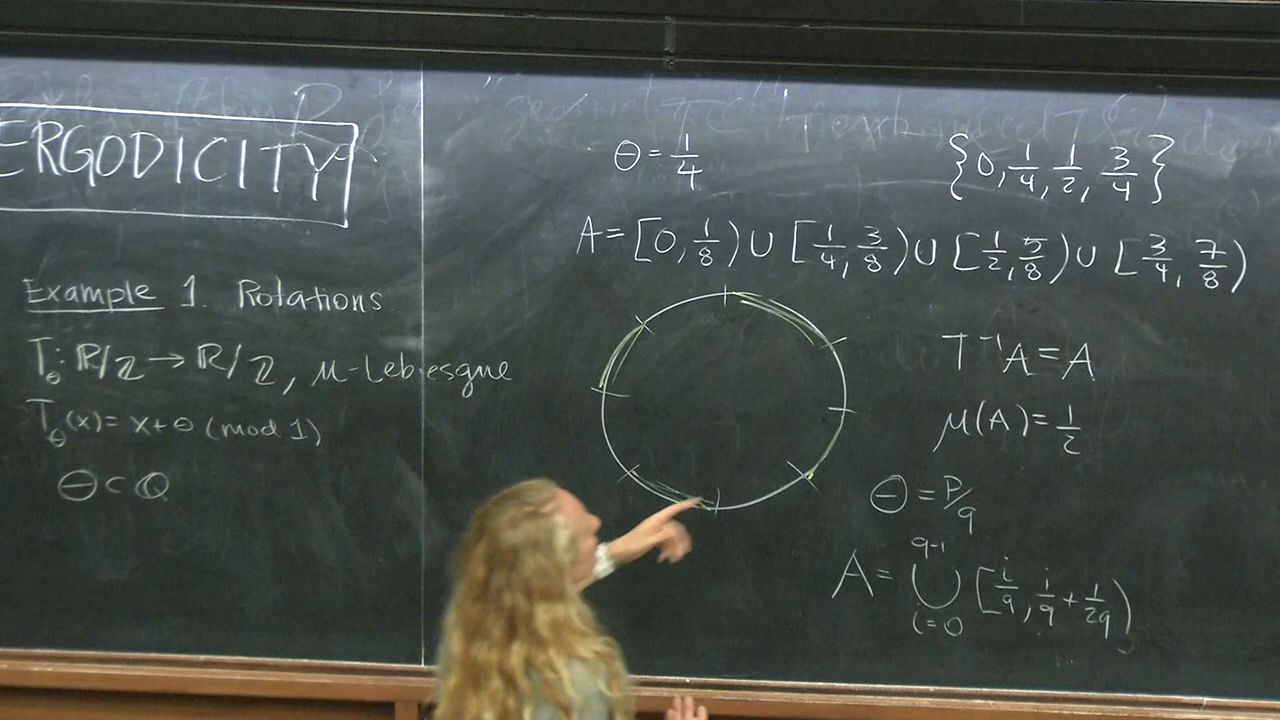 ERGODICITY
Example 1. Rotations
T_θ: ℝ/ℤ → ℝ/ℤ, μ-Lebesgue
T_θ(x) = x+θ (mod 1)
θ ⊂ ℚ
θ = 1/4
{0, 1/4, 1/2, 3/4}
A = [0, 1/8) ∪ [1/4, 3/8) ∪ [1/2, 5/8) ∪ [3/4, 7/8)
T⁻¹A = A
μ(A) = 1/2
θ = p/q
A = ⋃_{i=0}^{q-1} [i/q, i/q + 1/2q)